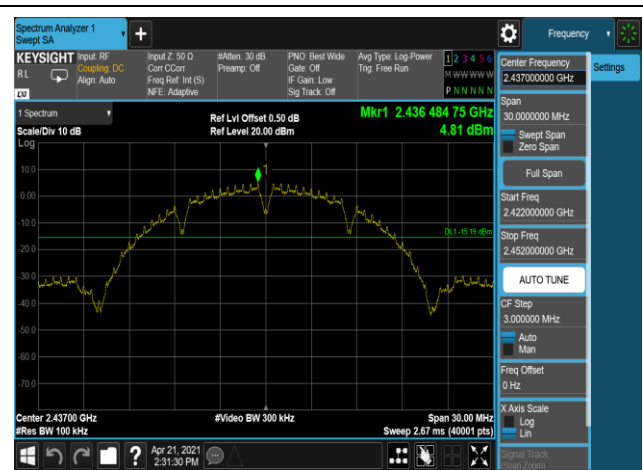 Spectrum Analyzer 1
Swept SA
+
Frequency
KEYSIGHT
RL
LXI
Input: RF
Coupling: DC
Align: Auto
Input Z: 50 Ω
Corr CCorr
Freq Ref: Int (S)
NFE: Adaptive
#Atten: 30 dB
Preamp: Off
PNO: Best Wide
Gate: Off
IF Gain: Low
Sig Track: Off
Avg Type: Log-Power
Trig: Free Run
1 2 3 4 5 6
M W W W W W
P N N N N N
Center Frequency
2.437000000 GHz
Settings
Span
30.0000000 MHz
Swept Span
Zero Span
Full Span
Start Freq
2.422000000 GHz
Stop Freq
2.452000000 GHz
AUTO TUNE
CF Step
3.000000 MHz
Auto
Man
Freq Offset
0 Hz
X Axis Scale
Log
Lin
Signal Track
(Span Zoom)
1 Spectrum
Scale/Div 10 dB
Ref Lvl Offset 0.50 dB
Ref Level 20.00 dBm
Mkr1 2.436 484 75 GHz
4.81 dBm
Log
10.0
0.00
-10.0
-20.0
-30.0
-40.0
-50.0
-60.0
-70.0
1
DL1 -15.19 dBm
Center 2.43700 GHz
#Video BW 300 kHz
Span 30.00 MHz
#Res BW 100 kHz
Sweep 2.67 ms (40001 pts)
?
Apr 21, 2021
2:31:30 PM